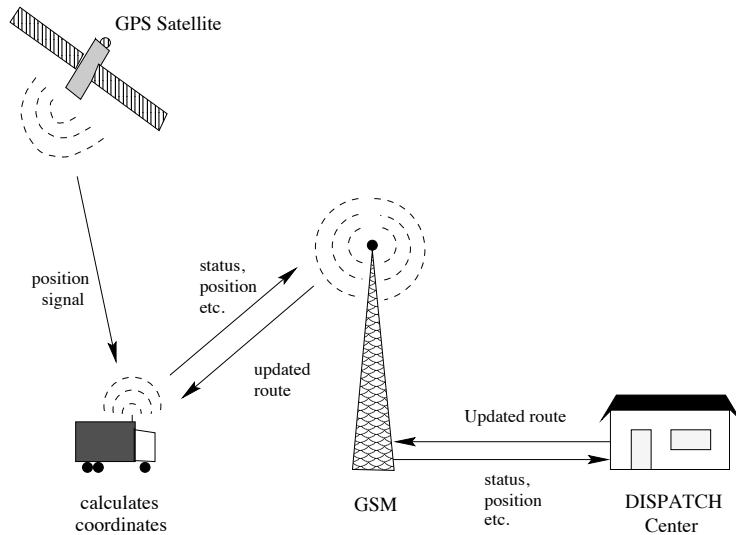 GPS Satellite
position
signal
status,
position
etc.
updated
route
calculates
coordinates
GSM
Updated route
status,
position
etc.
DISPATCH
Center